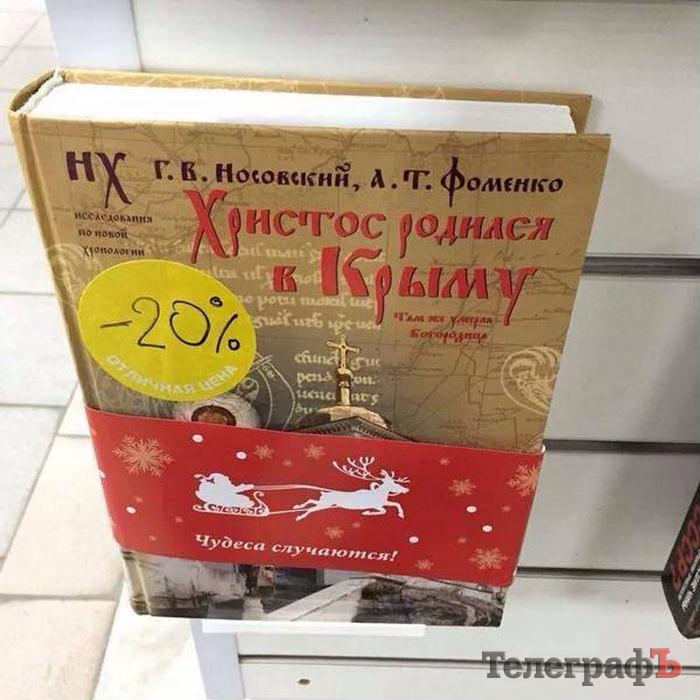 НХ
исследования
по новой
хронологии
Г. В. Носовский, А. Т. Фоменко
Христос родился
в Крыму
Там же умерла
Богородица
-20%
ОТЛИЧНАЯ ЦЕНА
Чудеса случаются!
ТелеграфЪ